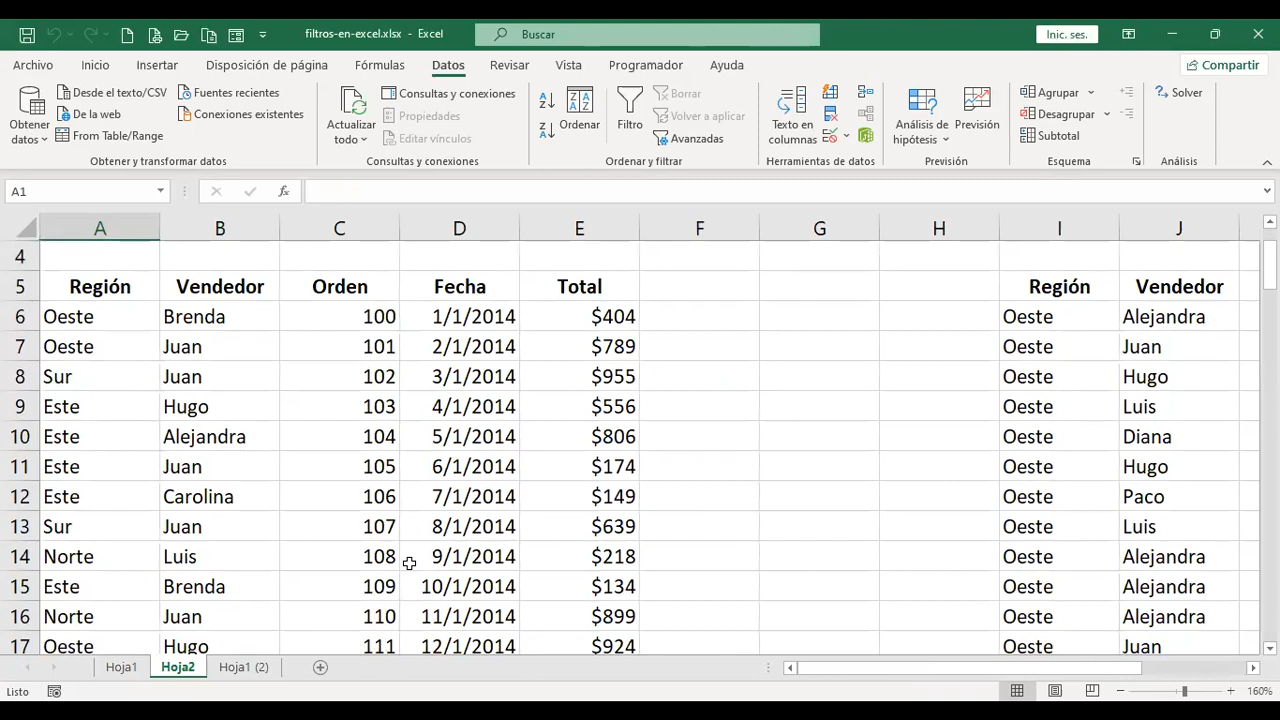 filtros-en-excel.xlsx - Excel
Buscar
Inic. ses.
Archivo Inicio Insertar Disposición de página Fórmulas Datos Revisar Vista Programador Ayuda
Compartir
Obtener datos
Desde el texto/CSV
De la web
From Table/Range
Fuentes recientes
Conexiones existentes
Obtener y transformar datos
Actualizar todo
Consultas y conexiones
Propiedades
Editar vínculos
Consultas y conexiones
Ordenar
Filtro
Borrar
Volver a aplicar
Avanzadas
Ordenar y filtrar
Texto en columnas
Herramientas de datos
Análisis de hipótesis
Previsión
Previsión
Agrupar
Desagrupar
Subtotal
Esquema
Solver
Análisis
A1
fx
A B C D E F G H I J
4
5 Región Vendedor Orden Fecha Total Región Vendedor
6 Oeste Brenda 100 1/1/2014 $404 Oeste Alejandra
7 Oeste Juan 101 2/1/2014 $789 Oeste Juan
8 Sur Juan 102 3/1/2014 $955 Oeste Hugo
9 Este Hugo 103 4/1/2014 $556 Oeste Luis
10 Este Alejandra 104 5/1/2014 $806 Oeste Diana
11 Este Juan 105 6/1/2014 $174 Oeste Hugo
12 Este Carolina 106 7/1/2014 $149 Oeste Paco
13 Sur Juan 107 8/1/2014 $639 Oeste Luis
14 Norte Luis 108 9/1/2014 $218 Oeste Alejandra
15 Este Brenda 109 10/1/2014 $134 Oeste Alejandra
16 Norte Juan 110 11/1/2014 $899 Oeste Alejandra
17 Oeste Hugo 111 12/1/2014 $924 Oeste Juan
Hoja1 Hoja2 Hoja1 (2)
Listo
160%